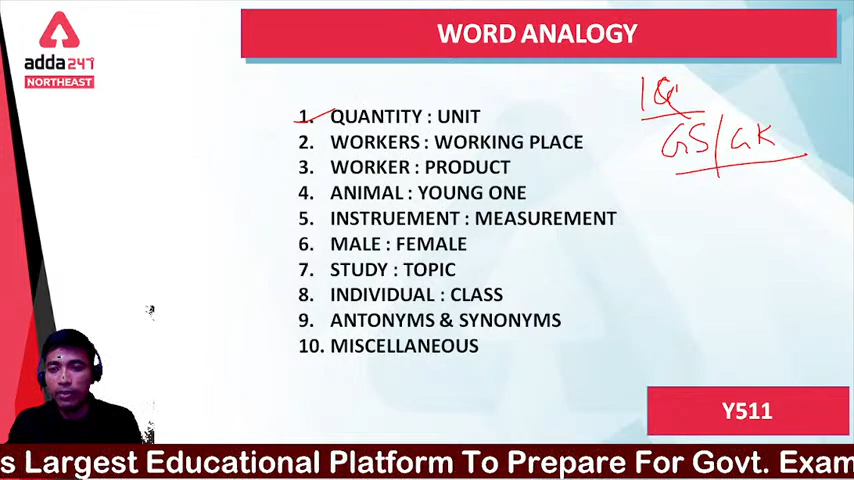 WORD ANALOGY
adda247
NORTHEAST
IQ
GS/GK
1. QUANTITY : UNIT
2. WORKERS : WORKING PLACE
3. WORKER : PRODUCT
4. ANIMAL : YOUNG ONE
5. INSTRUEMENT : MEASUREMENT
6. MALE : FEMALE
7. STUDY : TOPIC
8. INDIVIDUAL : CLASS
9. ANTONYMS & SYNONYMS
10. MISCELLANEOUS
Y511
s Largest Educational Platform To Prepare For Govt. Exam